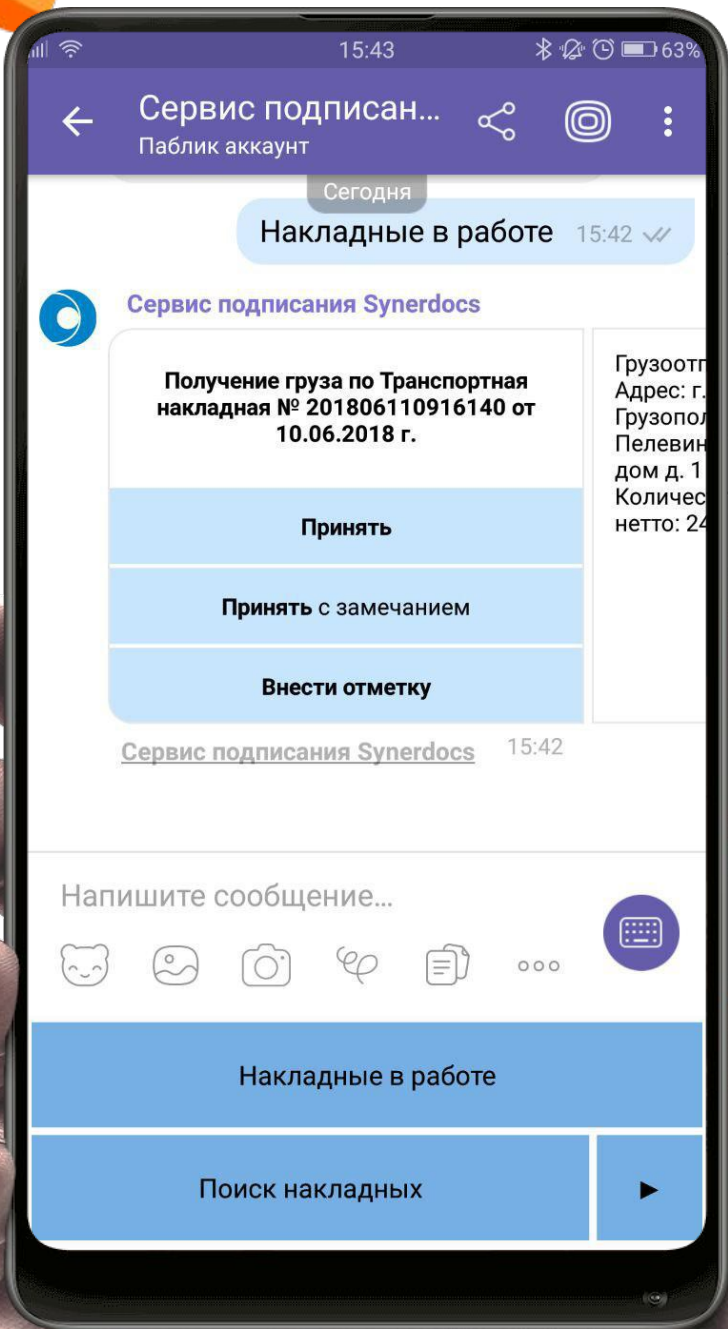 15:43
63%
Сервис подписан...
Паблик аккаунт
Сегодня
Накладные в работе 15:42
Сервис подписания Synerdocs
Получение груза по Транспортная
накладная № 201806110916140 от
10.06.2018 г.
Принять
Принять с замечанием
Внести отметку
Грузоотп
Адрес: г.
Грузопол
Пелевин
дом д. 1
Количес
нетто: 24
Сервис подписания Synerdocs 15:42
Напишите сообщение...
Накладные в работе
Поиск накладных